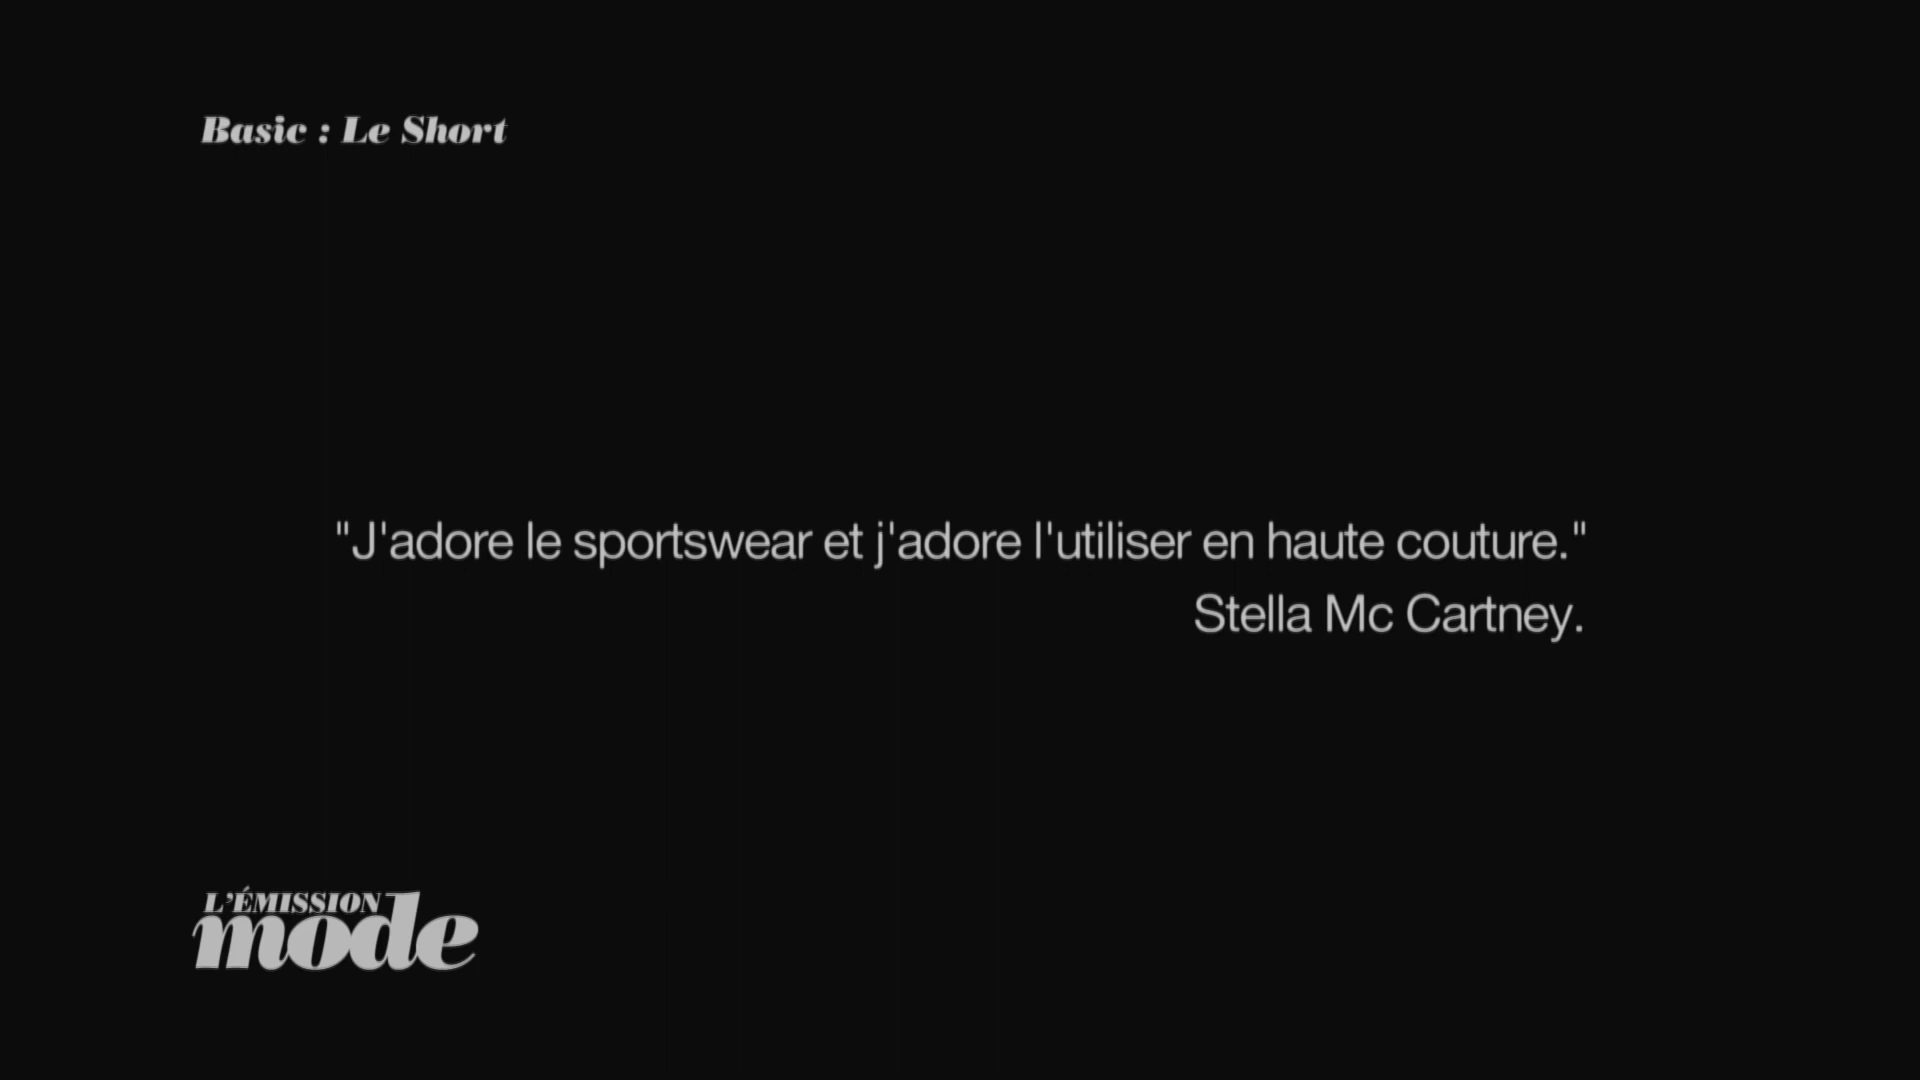 Basic : Le Short
"J'adore le sportswear et j'adore l'utiliser en haute couture."
Stella Mc Cartney.
L'ÉMISSION
mode